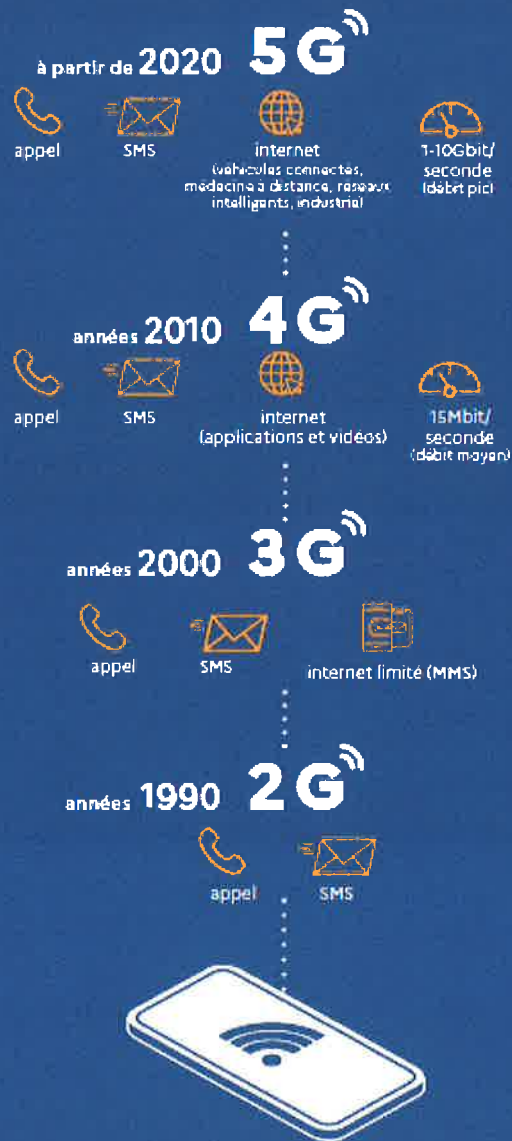 à partir de 2020 5G
appel
SMS
internet
(véhicules connectés,
médecine à distance, réseaux
intelligents, industrie)
1-10Gbit/
seconde
(débit pic)
années 2010 4G
appel
SMS
internet
(applications et vidéos)
15Mbit/
seconde
(débit moyen)
années 2000 3G
appel
SMS
internet limité (MMS)
années 1990 2G
appel
SMS